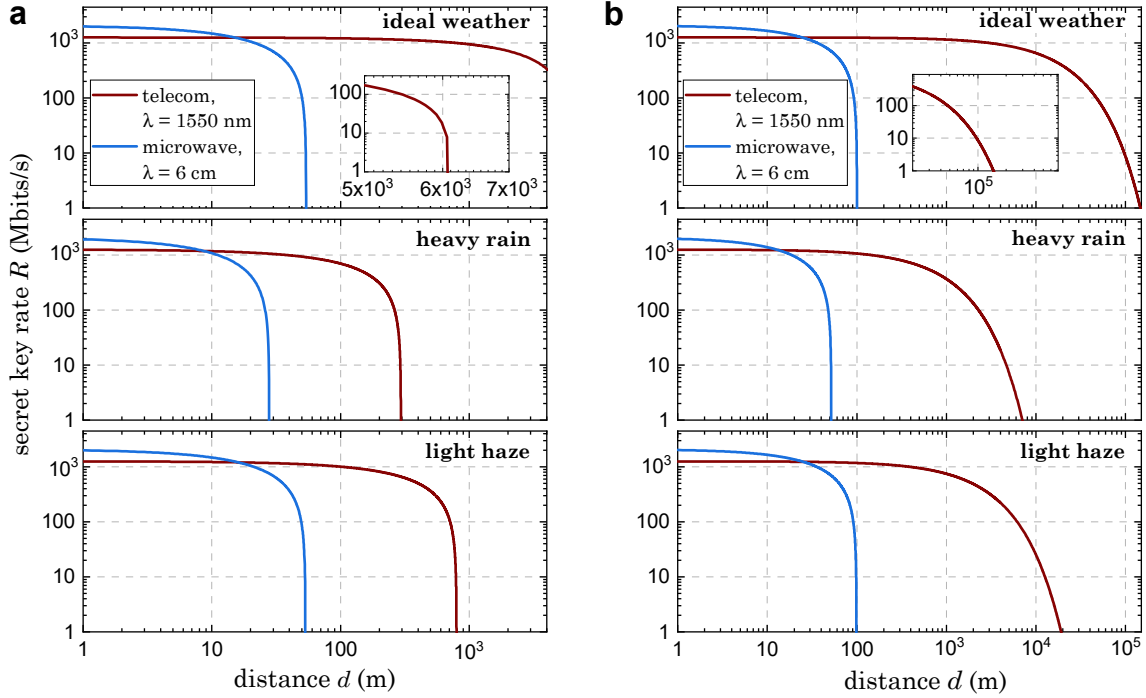 a
ideal weather
10³
100
10
1
telecom,
λ = 1550 nm
microwave,
λ = 6 cm
100
10
1
5x10³ 6x10³ 7x10³
heavy rain
10³
100
10
1
light haze
10³
100
10
1
1 10 100 10³
distance d (m)
secret key rate R (Mbits/s)
b
ideal weather
10³
100
10
1
telecom,
λ = 1550 nm
microwave,
λ = 6 cm
100
10
1
10⁵
heavy rain
10³
100
10
1
light haze
10³
100
10
1
1 10 100 10³ 10⁴ 10⁵
distance d (m)